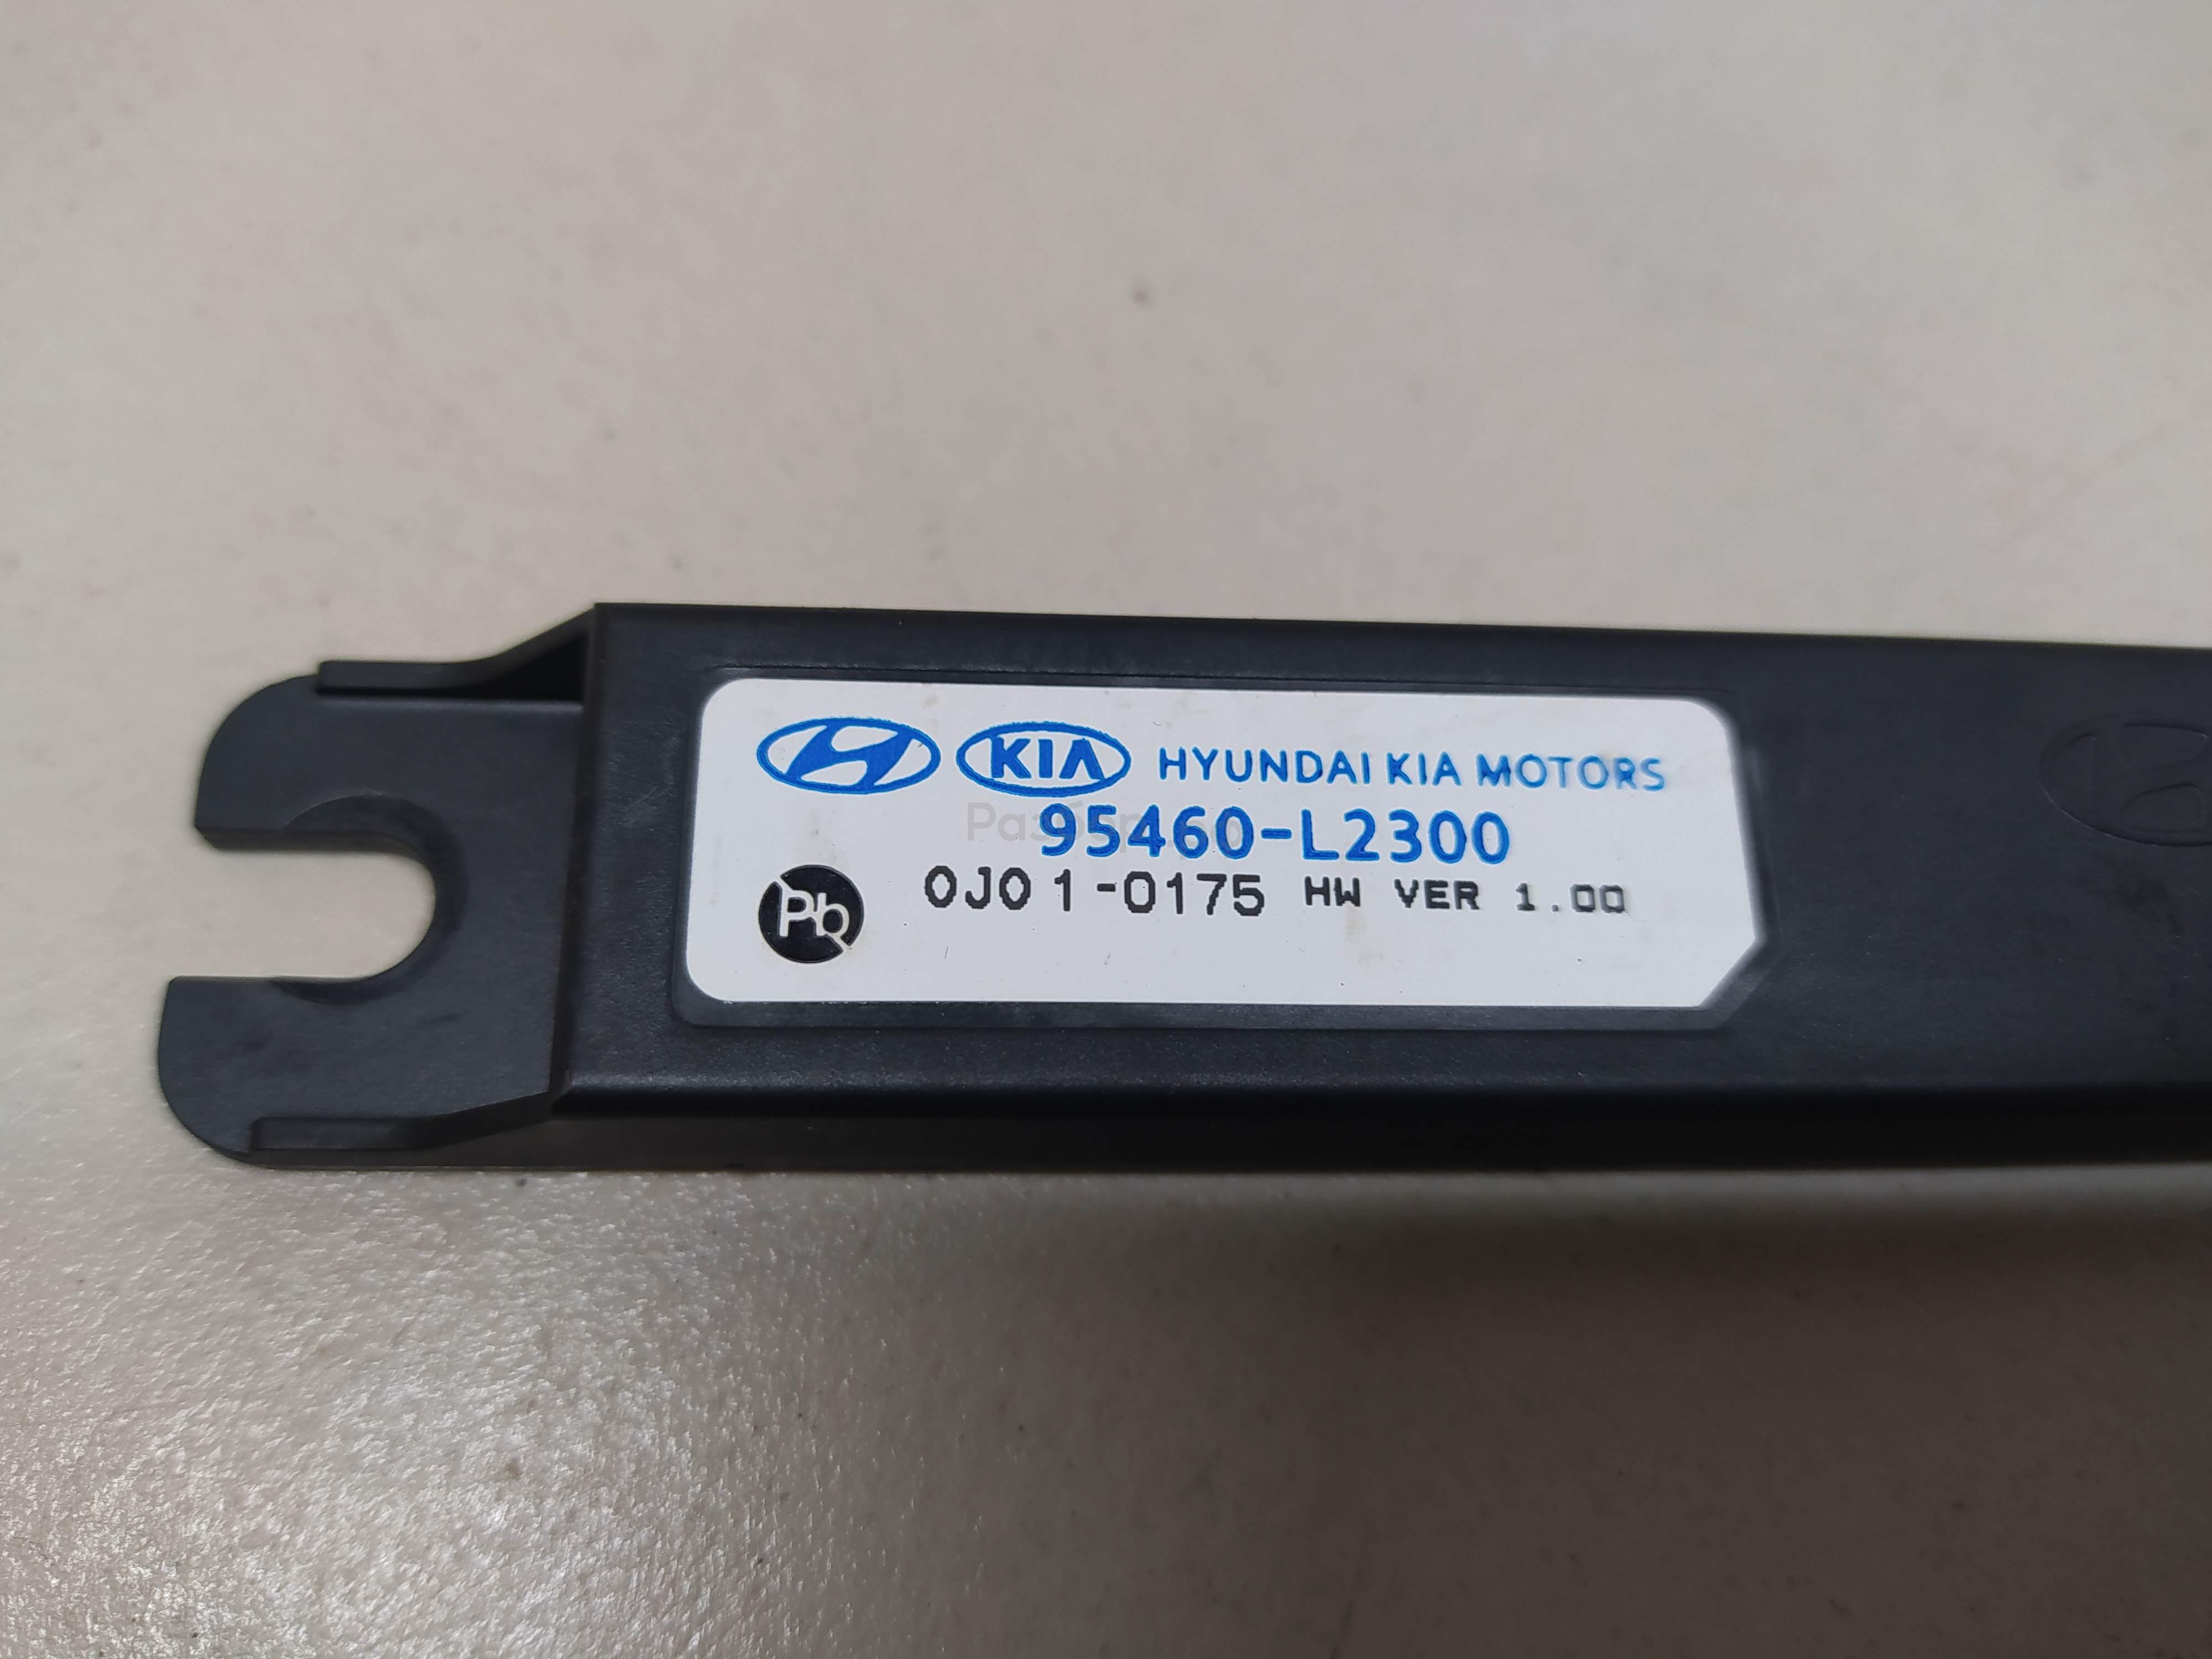 KIA HYUNDAI KIA MOTORS
95460-L2300
Pb 0J01-0175 HW VER 1.00